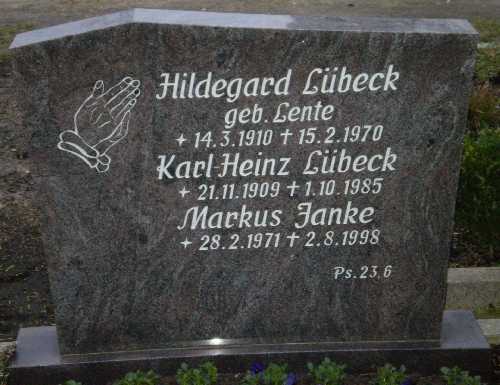 Hildegard Lübeck
geb. Lente
✶ 14.3.1910 ✝ 15.2.1970
Karl-Heinz Lübeck
✶ 21.11.1909 ✝ 1.10.1985
Markus Janke
✶ 28.2.1971 ✝ 2.8.1998
Ps. 23,6